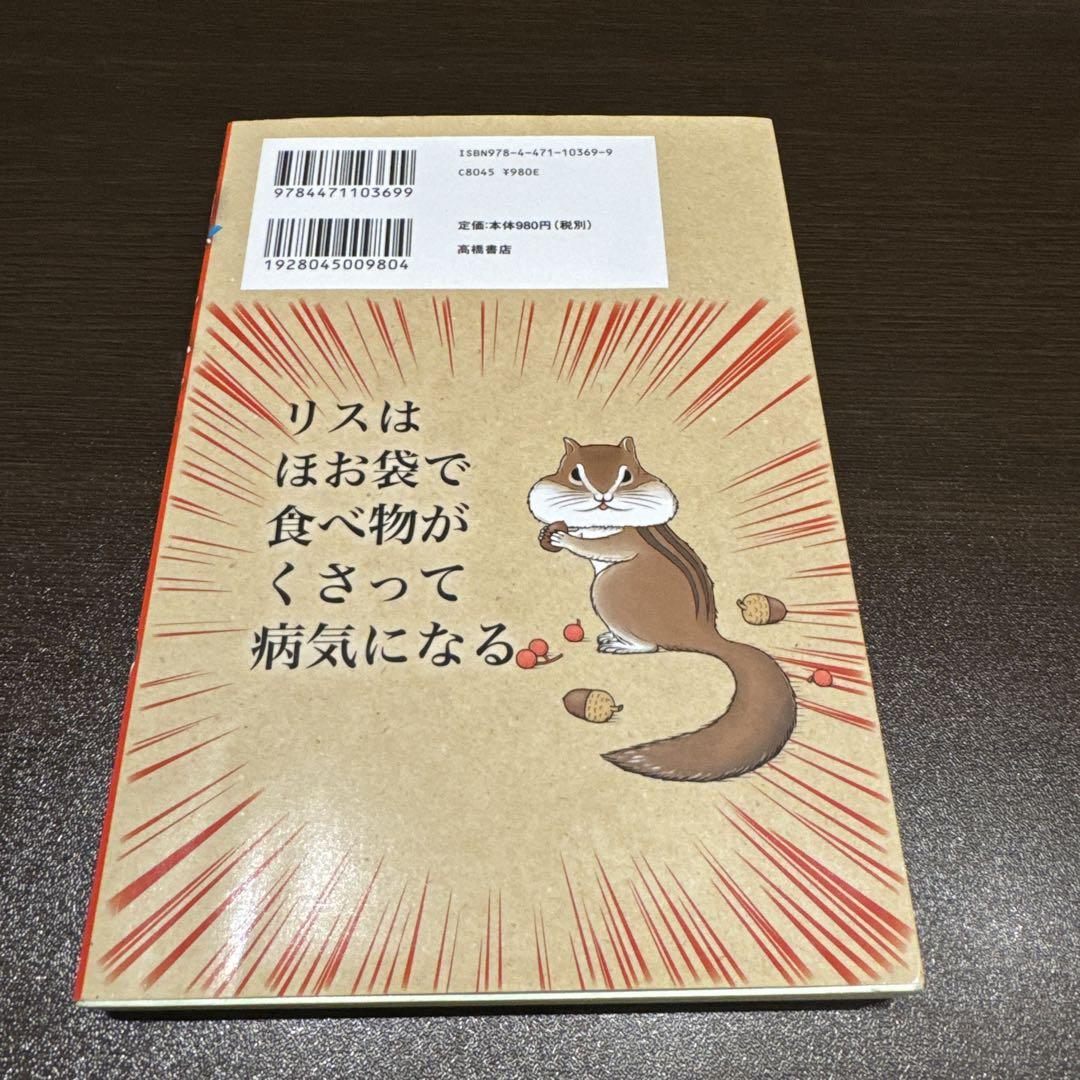 ISBN978-4-471-10369-9
C8045 ¥980E
9784471103699
定価:本体980円(税別)
高橋書店
1928045009804
リスは
ほお袋で
食べ物が
くさって
病気になる